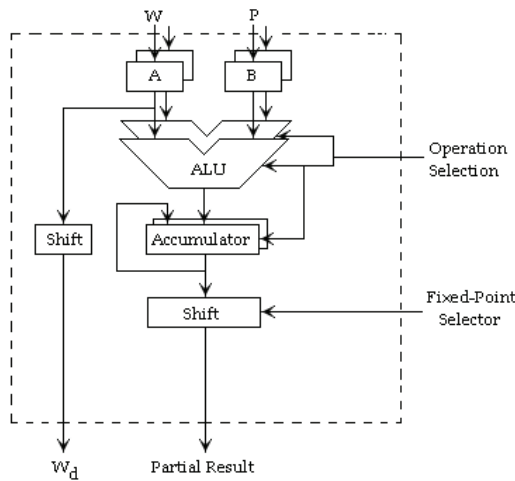 W
P
A
B
ALU
Operation
Selection
Shift
Accumulator
Fixed-Point
Selector
Shift
Wd
Partial Result